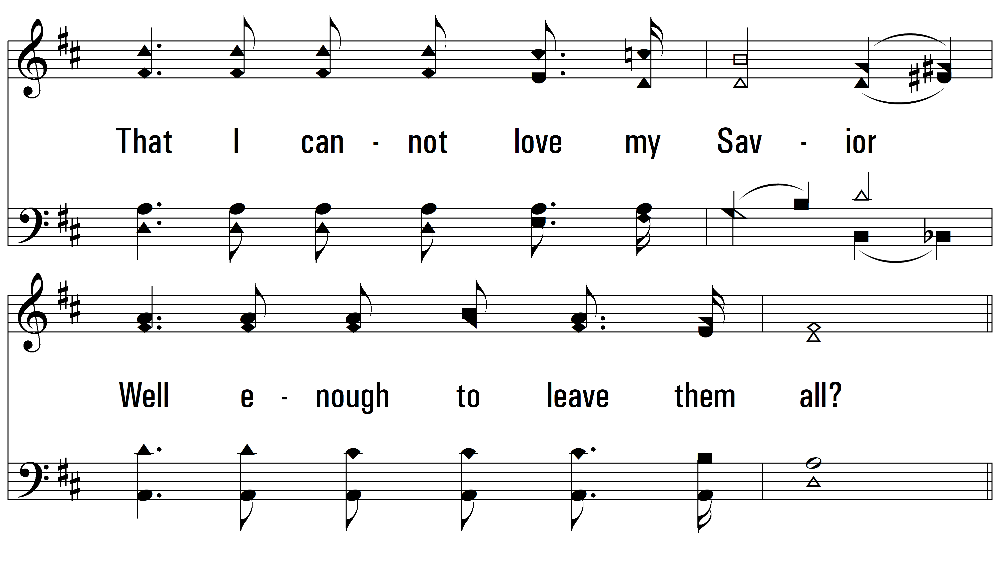 That I can - not love my Sav - ior
Well e - nough to leave them all?